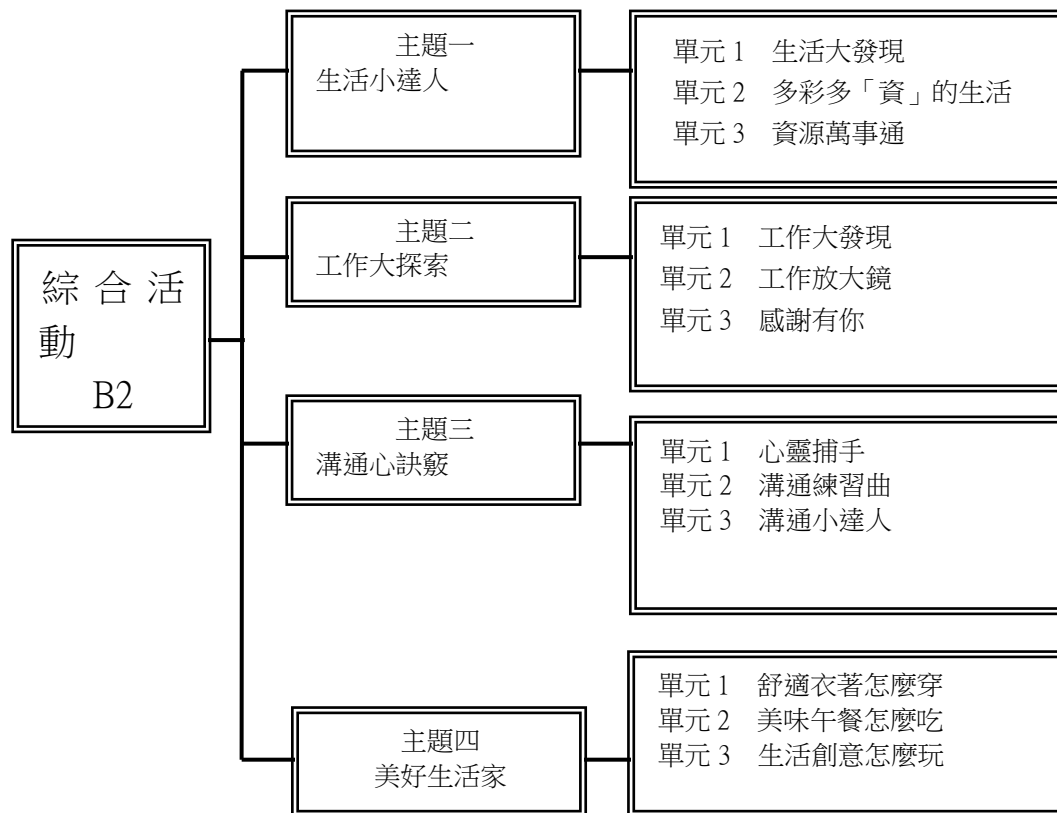 綜合活
動
B2
主題一
生活小達人
單元 1 生活大發現
單元 2 多彩多「資」的生活
單元 3 資源萬事通
主題二
工作大探索
單元 1 工作大發現
單元 2 工作放大鏡
單元 3 感謝有你
主題三
溝通心訣竅
單元 1 心靈捕手
單元 2 溝通練習曲
單元 3 溝通小達人
主題四
美好生活家
單元 1 舒適衣著怎麼穿
單元 2 美味午餐怎麼吃
單元 3 生活創意怎麼玩